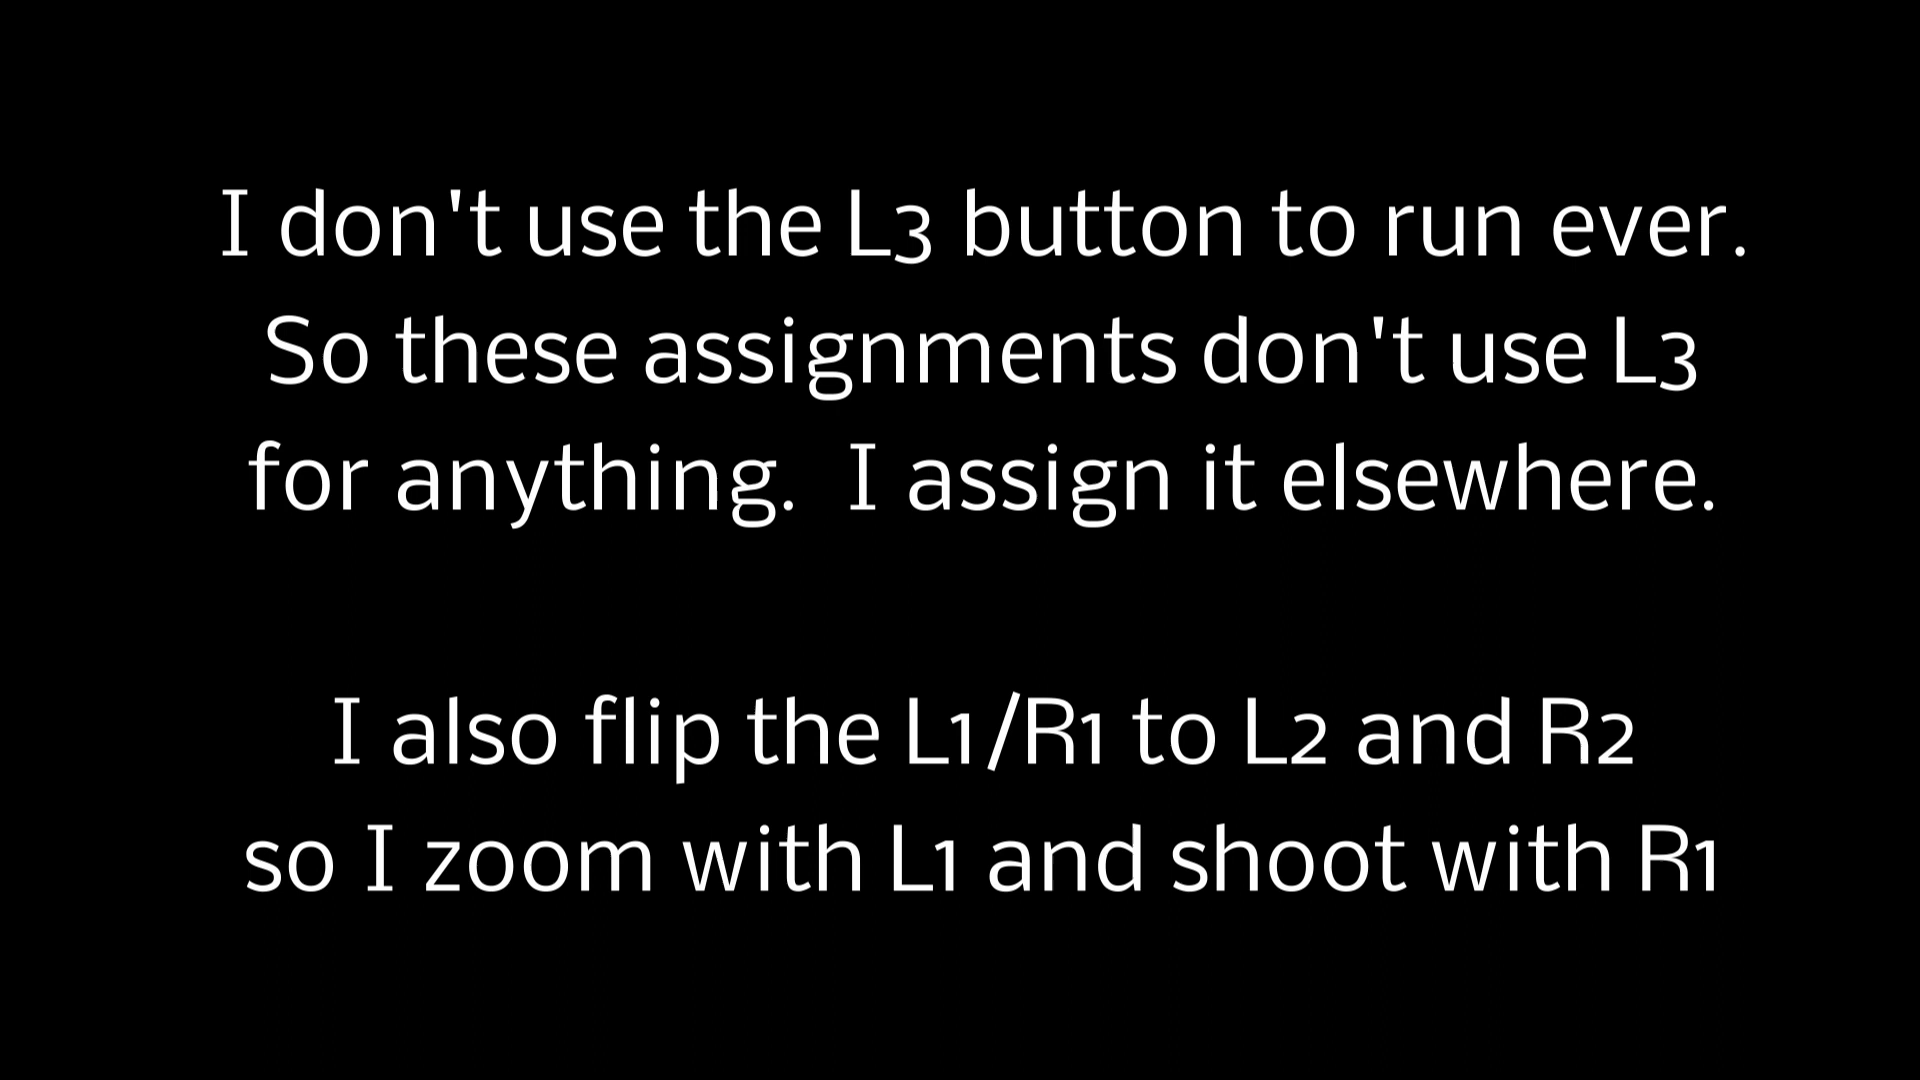 I don't use the L3 button to run ever.
So these assignments don't use L3
for anything.  I assign it elsewhere.
I also flip the L1/R1 to L2 and R2
so I zoom with L1 and shoot with R1